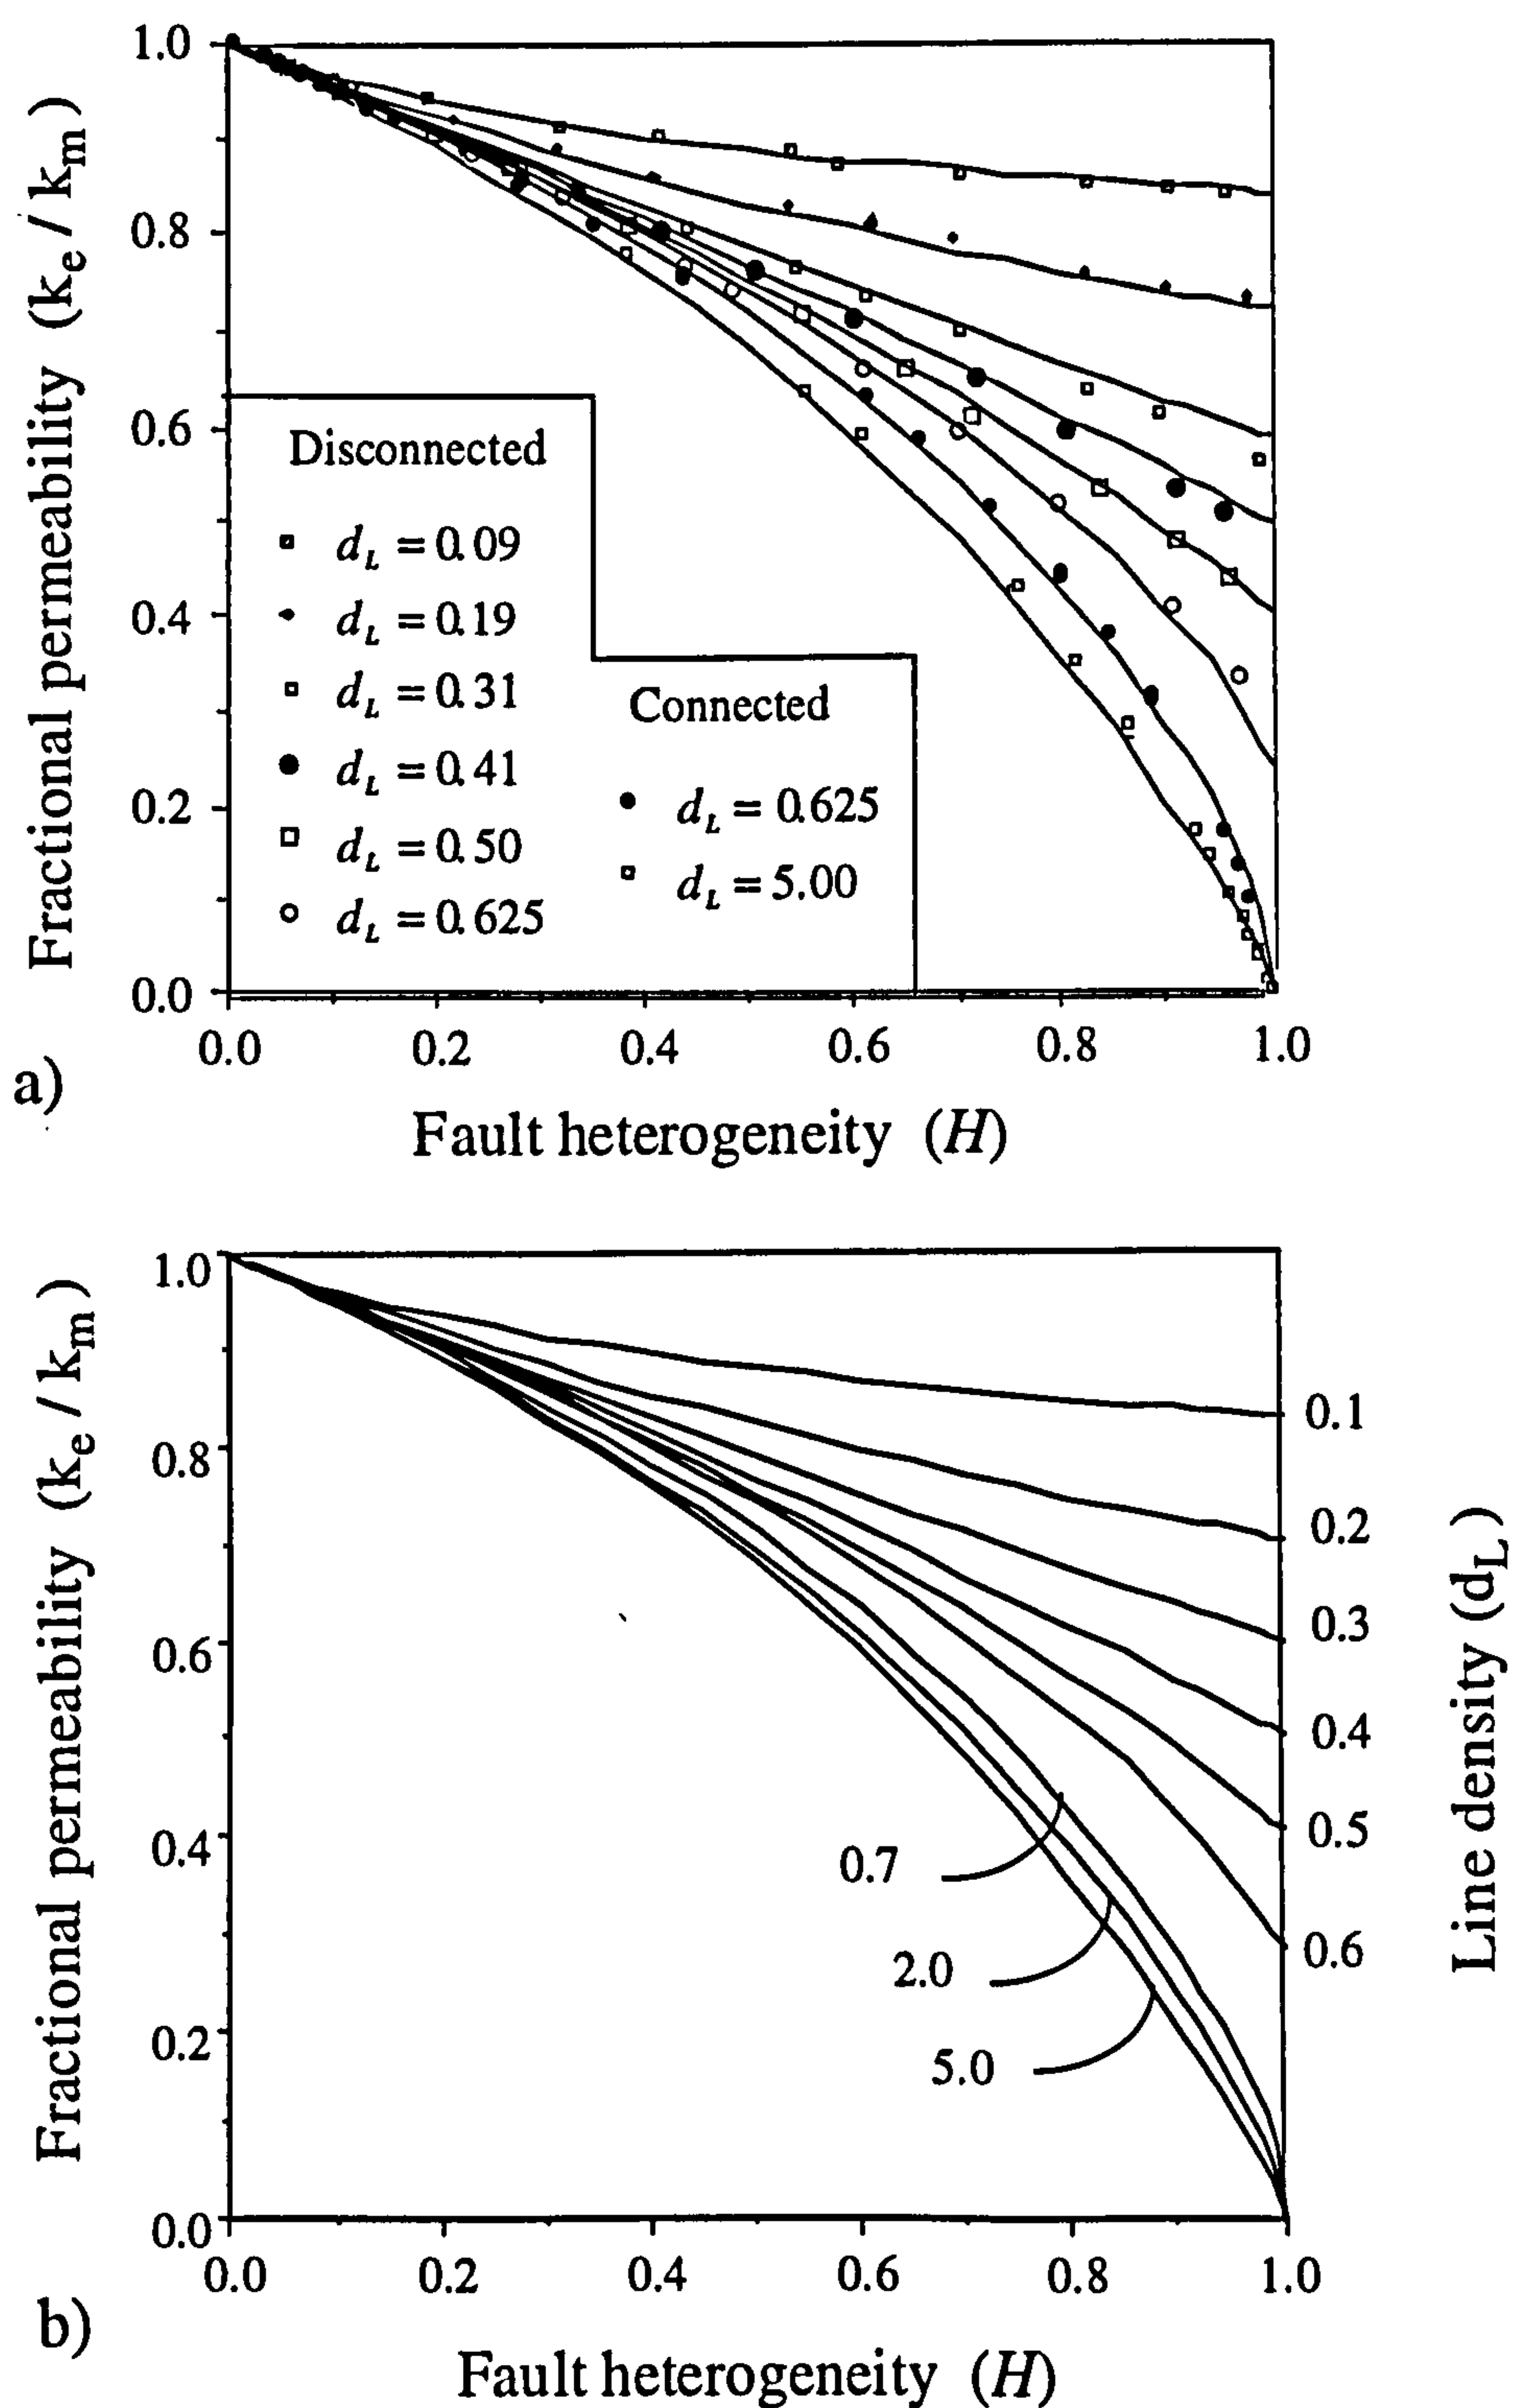 Fractional permeability (ke / km)
1.0
0.8
0.6
0.4
0.2
0.0
Disconnected
dL = 0.09
dL = 0.19
dL = 0.31
dL = 0.41
dL = 0.50
dL = 0.625
Connected
dL = 0.625
dL = 5.00
0.0 0.2 0.4 0.6 0.8 1.0
a)
Fault heterogeneity (H)
Fractional permeability (ke / km)
1.0
0.8
0.6
0.4
0.2
0.0
0.1
0.2
0.3
0.4
0.5
0.6
0.7
2.0
5.0
Line density (dL)
0.0 0.2 0.4 0.6 0.8 1.0
b)
Fault heterogeneity (H)